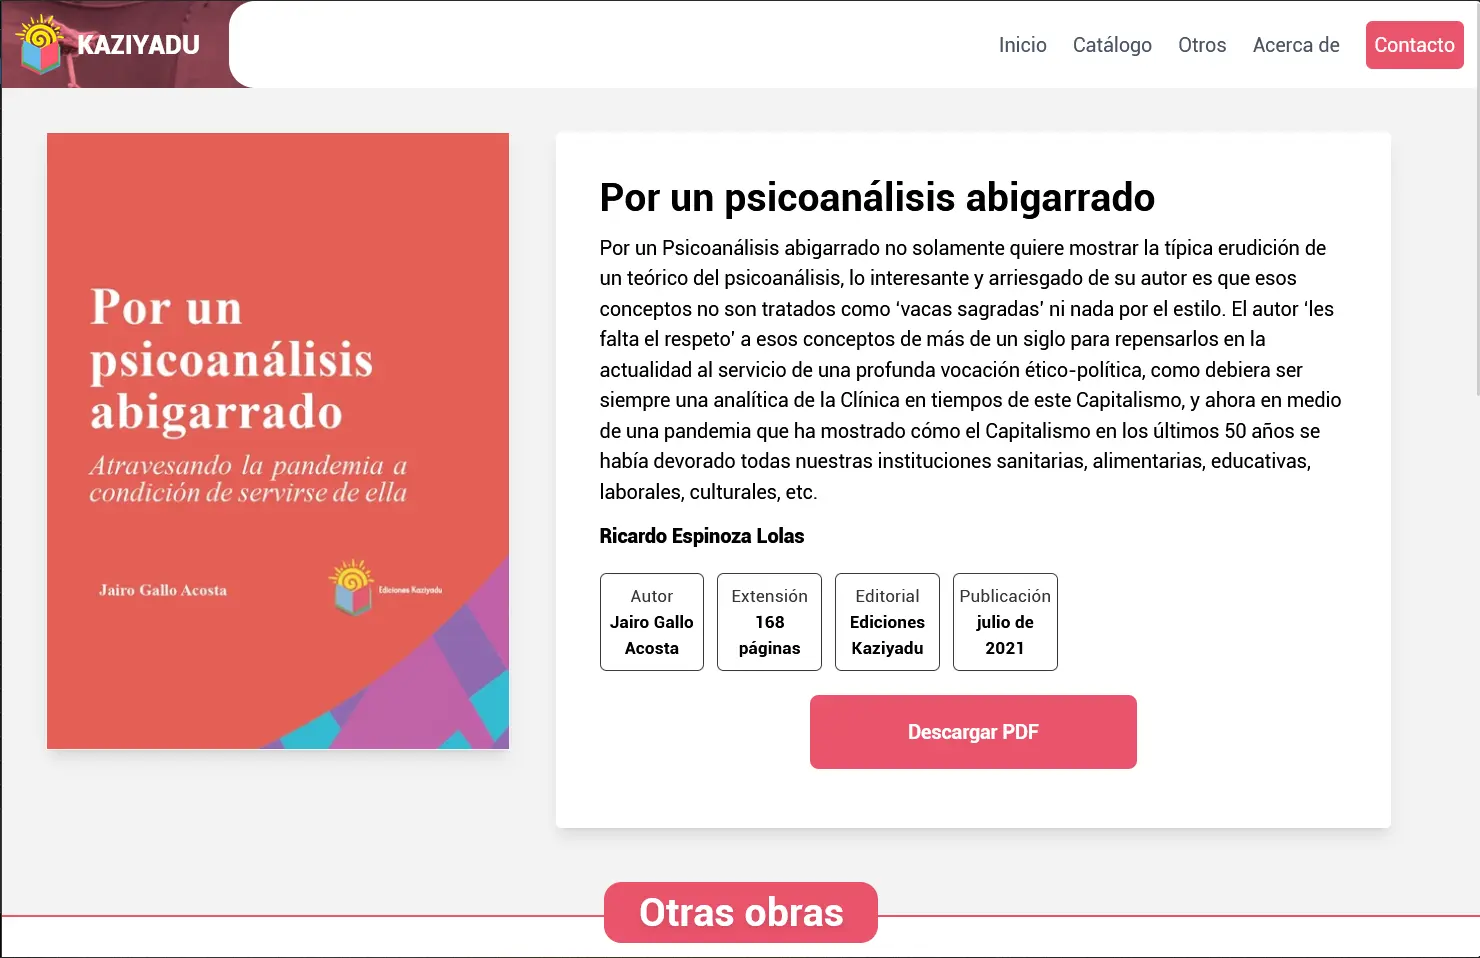 KAZIYADU
Inicio
Catálogo
Otros
Acerca de
Contacto
Por un
psicoanálisis
abigarrado
Atravesando la pandemia a
condición de servirse de ella
Jairo Gallo Acosta
Ediciones Kaziyadu
Por un psicoanálisis abigarrado
Por un Psicoanálisis abigarrado no solamente quiere mostrar la típica erudición de
un teórico del psicoanálisis, lo interesante y arriesgado de su autor es que esos
conceptos no son tratados como ‘vacas sagradas’ ni nada por el estilo. El autor ‘les
falta el respeto’ a esos conceptos de más de un siglo para repensarlos en la
actualidad al servicio de una profunda vocación ético-política, como debiera ser
siempre una analítica de la Clínica en tiempos de este Capitalismo, y ahora en medio
de una pandemia que ha mostrado cómo el Capitalismo en los últimos 50 años se
había devorado todas nuestras instituciones sanitarias, alimentarias, educativas,
laborales, culturales, etc.
Ricardo Espinoza Lolas
Autor
Jairo Gallo
Acosta
Extensión
168
páginas
Editorial
Ediciones
Kaziyadu
Publicación
julio de
2021
Descargar PDF
Otras obras